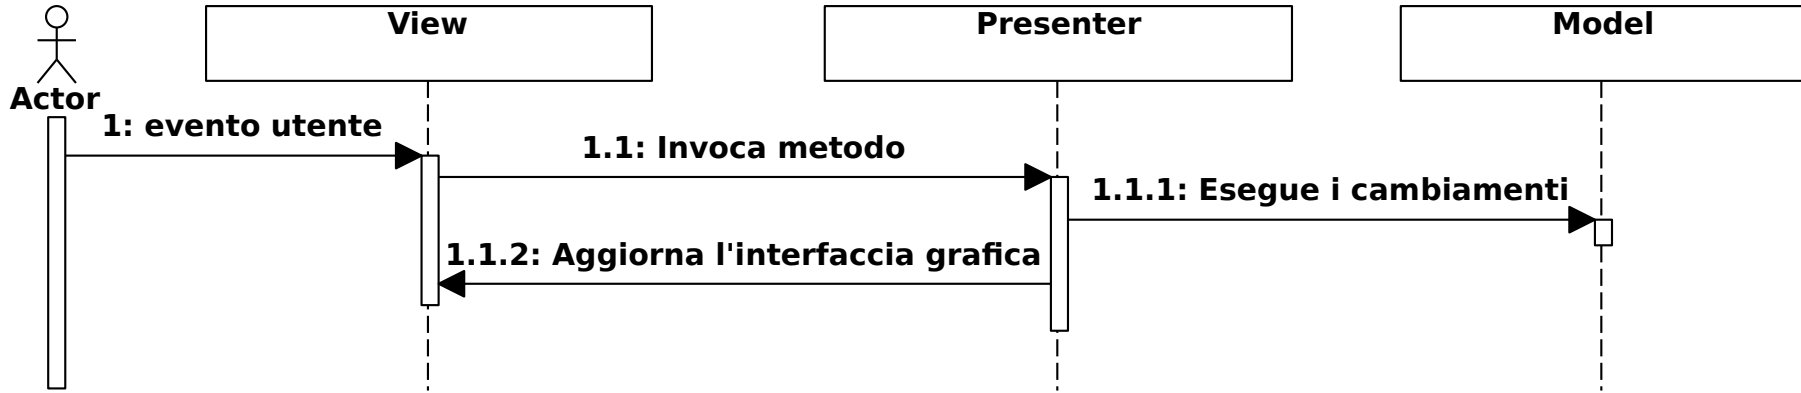 View
Presenter
Model
Actor
1: evento utente
1.1: Invoca metodo
1.1.1: Esegue i cambiamenti
1.1.2: Aggiorna l'interfaccia grafica